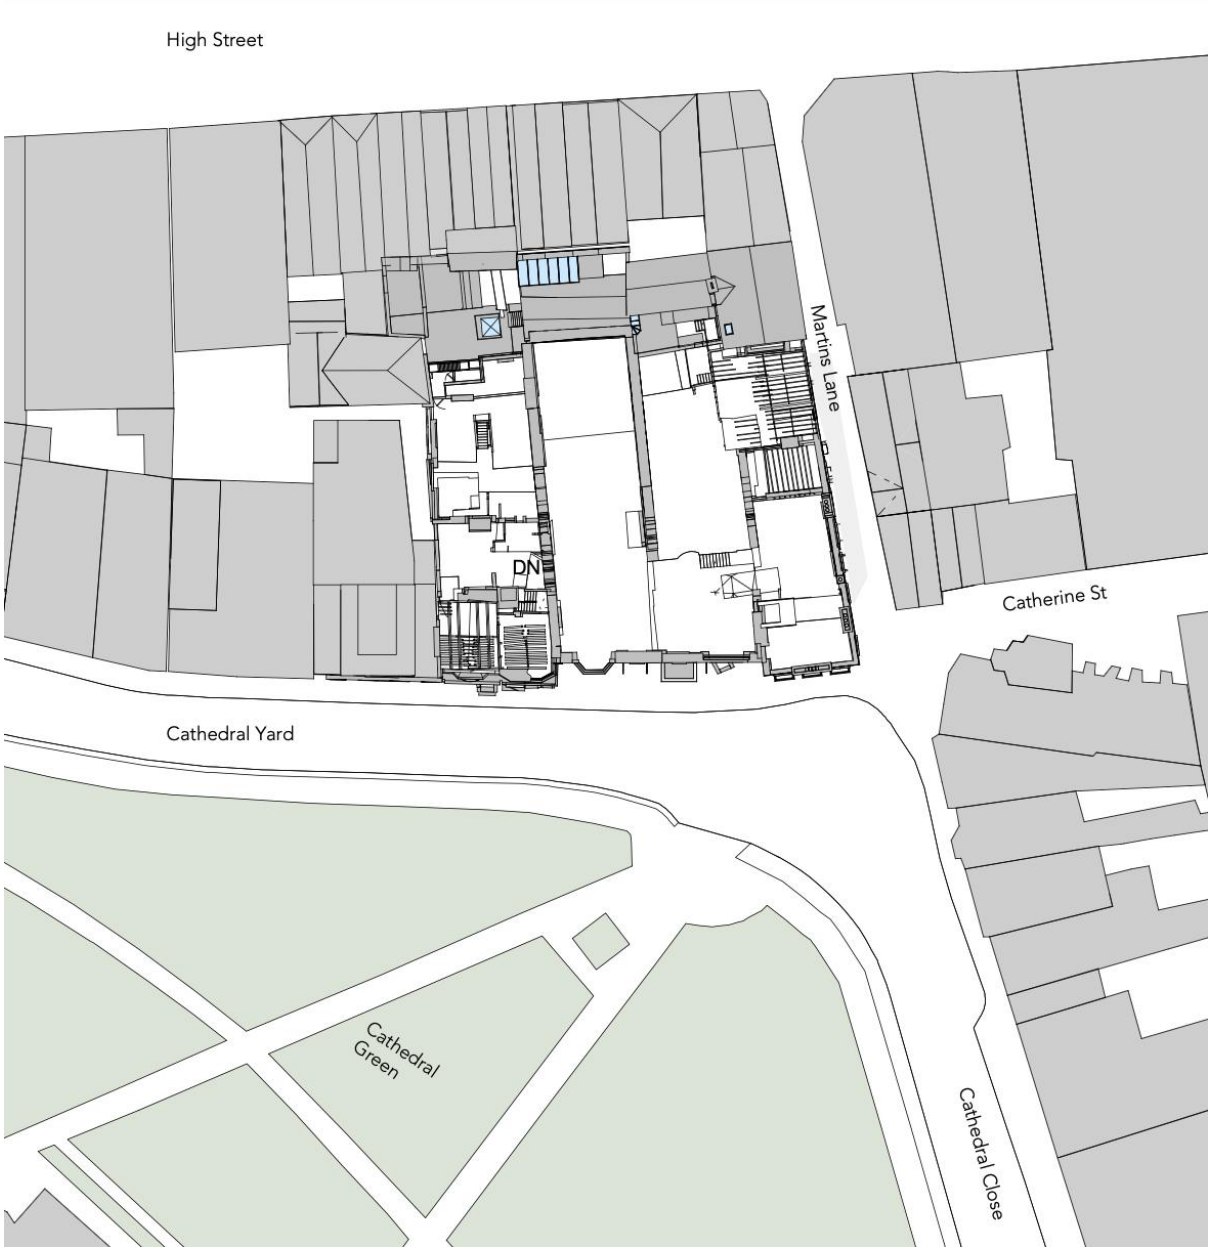 High Street
Martins Lane
DN
Catherine St
Cathedral Yard
Cathedral
Green
Cathedral Close